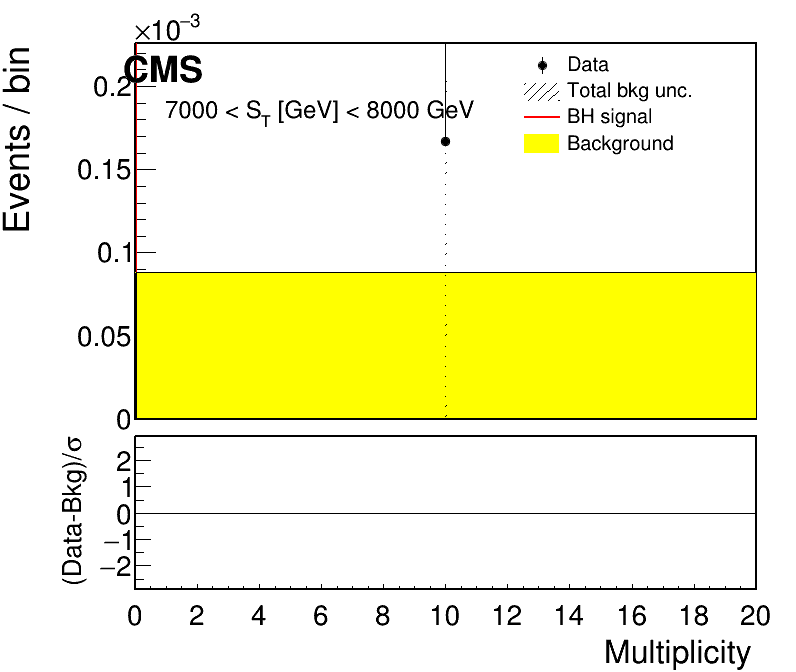 ×10⁻³
CMS
7000 < S_T [GeV] < 8000 GeV
Data
Total bkg unc.
BH signal
Background
Events / bin
0.2
0.15
0.1
0.05
0
(Data-Bkg)/σ
2
1
0
−1
−2
0 2 4 6 8 10 12 14 16 18 20
Multiplicity